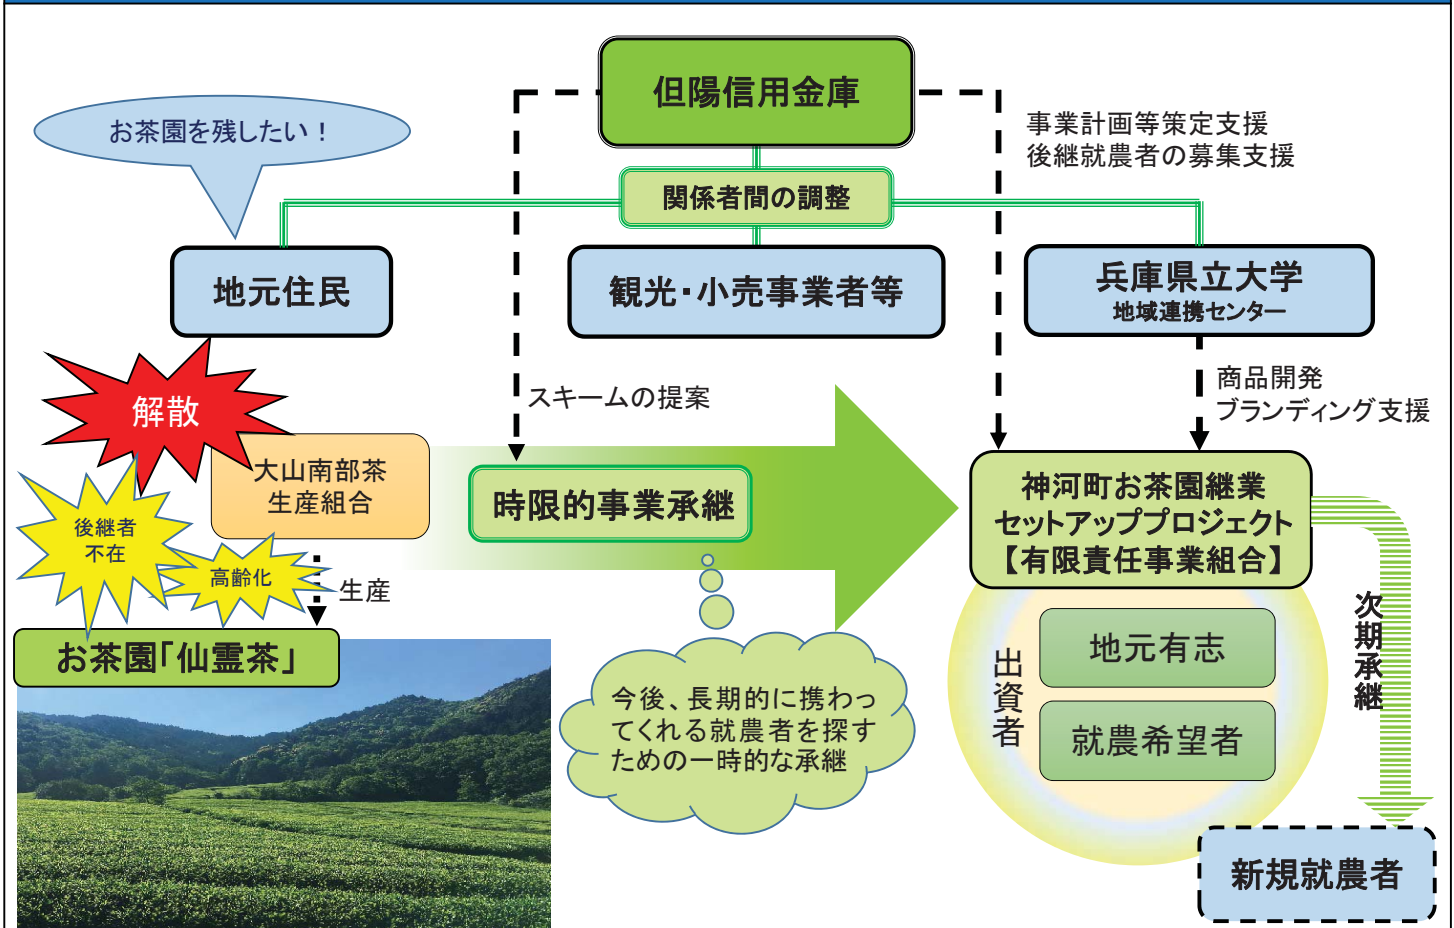 但陽信用金庫
お茶園を残したい！
事業計画等策定支援
後継就農者の募集支援
関係者間の調整
地元住民
観光・小売事業者等
兵庫県立大学
地域連携センター
解散
スキームの提案
商品開発
ブランディング支援
大山南部茶
生産組合
時限的事業承継
神河町お茶園継業
セットアッププロジェクト
【有限責任事業組合】
後継者
不在
高齢化
生産
お茶園「仙霊茶」
今後、長期的に携わっ
てくれる就農者を探す
ための一時的な承継
出資者
地元有志
就農希望者
次期承継
新規就農者